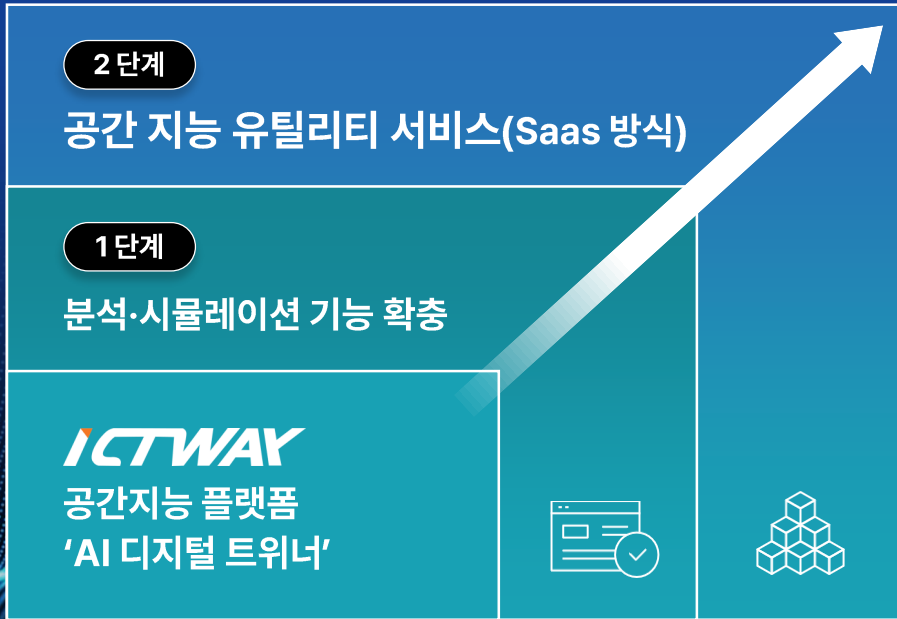 2 단계
공간 지능 유틸리티 서비스(Saas 방식)
1 단계
분석·시뮬레이션 기능 확충
ICTWAY
공간지능 플랫폼
‘AI 디지털 트위너’